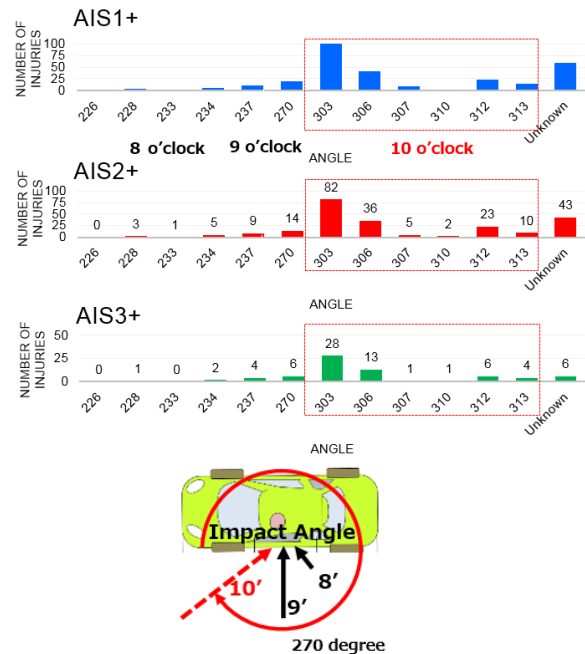 AIS1+
NUMBER OF
INJURIES
100
75
50
25
0
226 228 233 234 237 270 303 306 307 310 312 313 Unknown
8 o’clock 9 o’clock 10 o’clock
ANGLE
AIS2+
NUMBER OF
INJURIES
100
75
50
25
0
0 3 1 5 9 14 82 36 5 2 23 10 43
226 228 233 234 237 270 303 306 307 310 312 313 Unknown
ANGLE
AIS3+
NUMBER OF
INJURIES
50
25
0
0 1 0 2 4 6 28 13 1 1 6 4 6
226 228 233 234 237 270 303 306 307 310 312 313 Unknown
ANGLE
Impact Angle
10’
8’
9’
270 degree